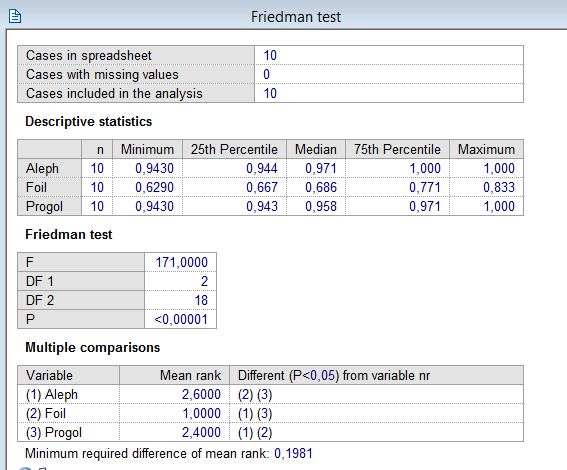 Friedman test
Cases in spreadsheet 10
Cases with missing values 0
Cases included in the analysis 10
Descriptive statistics
n Minimum 25th Percentile Median 75th Percentile Maximum
Aleph 10 0,9430 0,944 0,971 1,000 1,000
Foil 10 0,6290 0,667 0,686 0,771 0,833
Progol 10 0,9430 0,943 0,958 0,971 1,000
Friedman test
F 171,0000
DF 1 2
DF 2 18
P <0,00001
Multiple comparisons
Variable Mean rank Different (P<0,05) from variable nr
(1) Aleph 2,6000 (2) (3)
(2) Foil 1,0000 (1) (3)
(3) Progol 2,4000 (1) (2)
Minimum required difference of mean rank: 0,1981